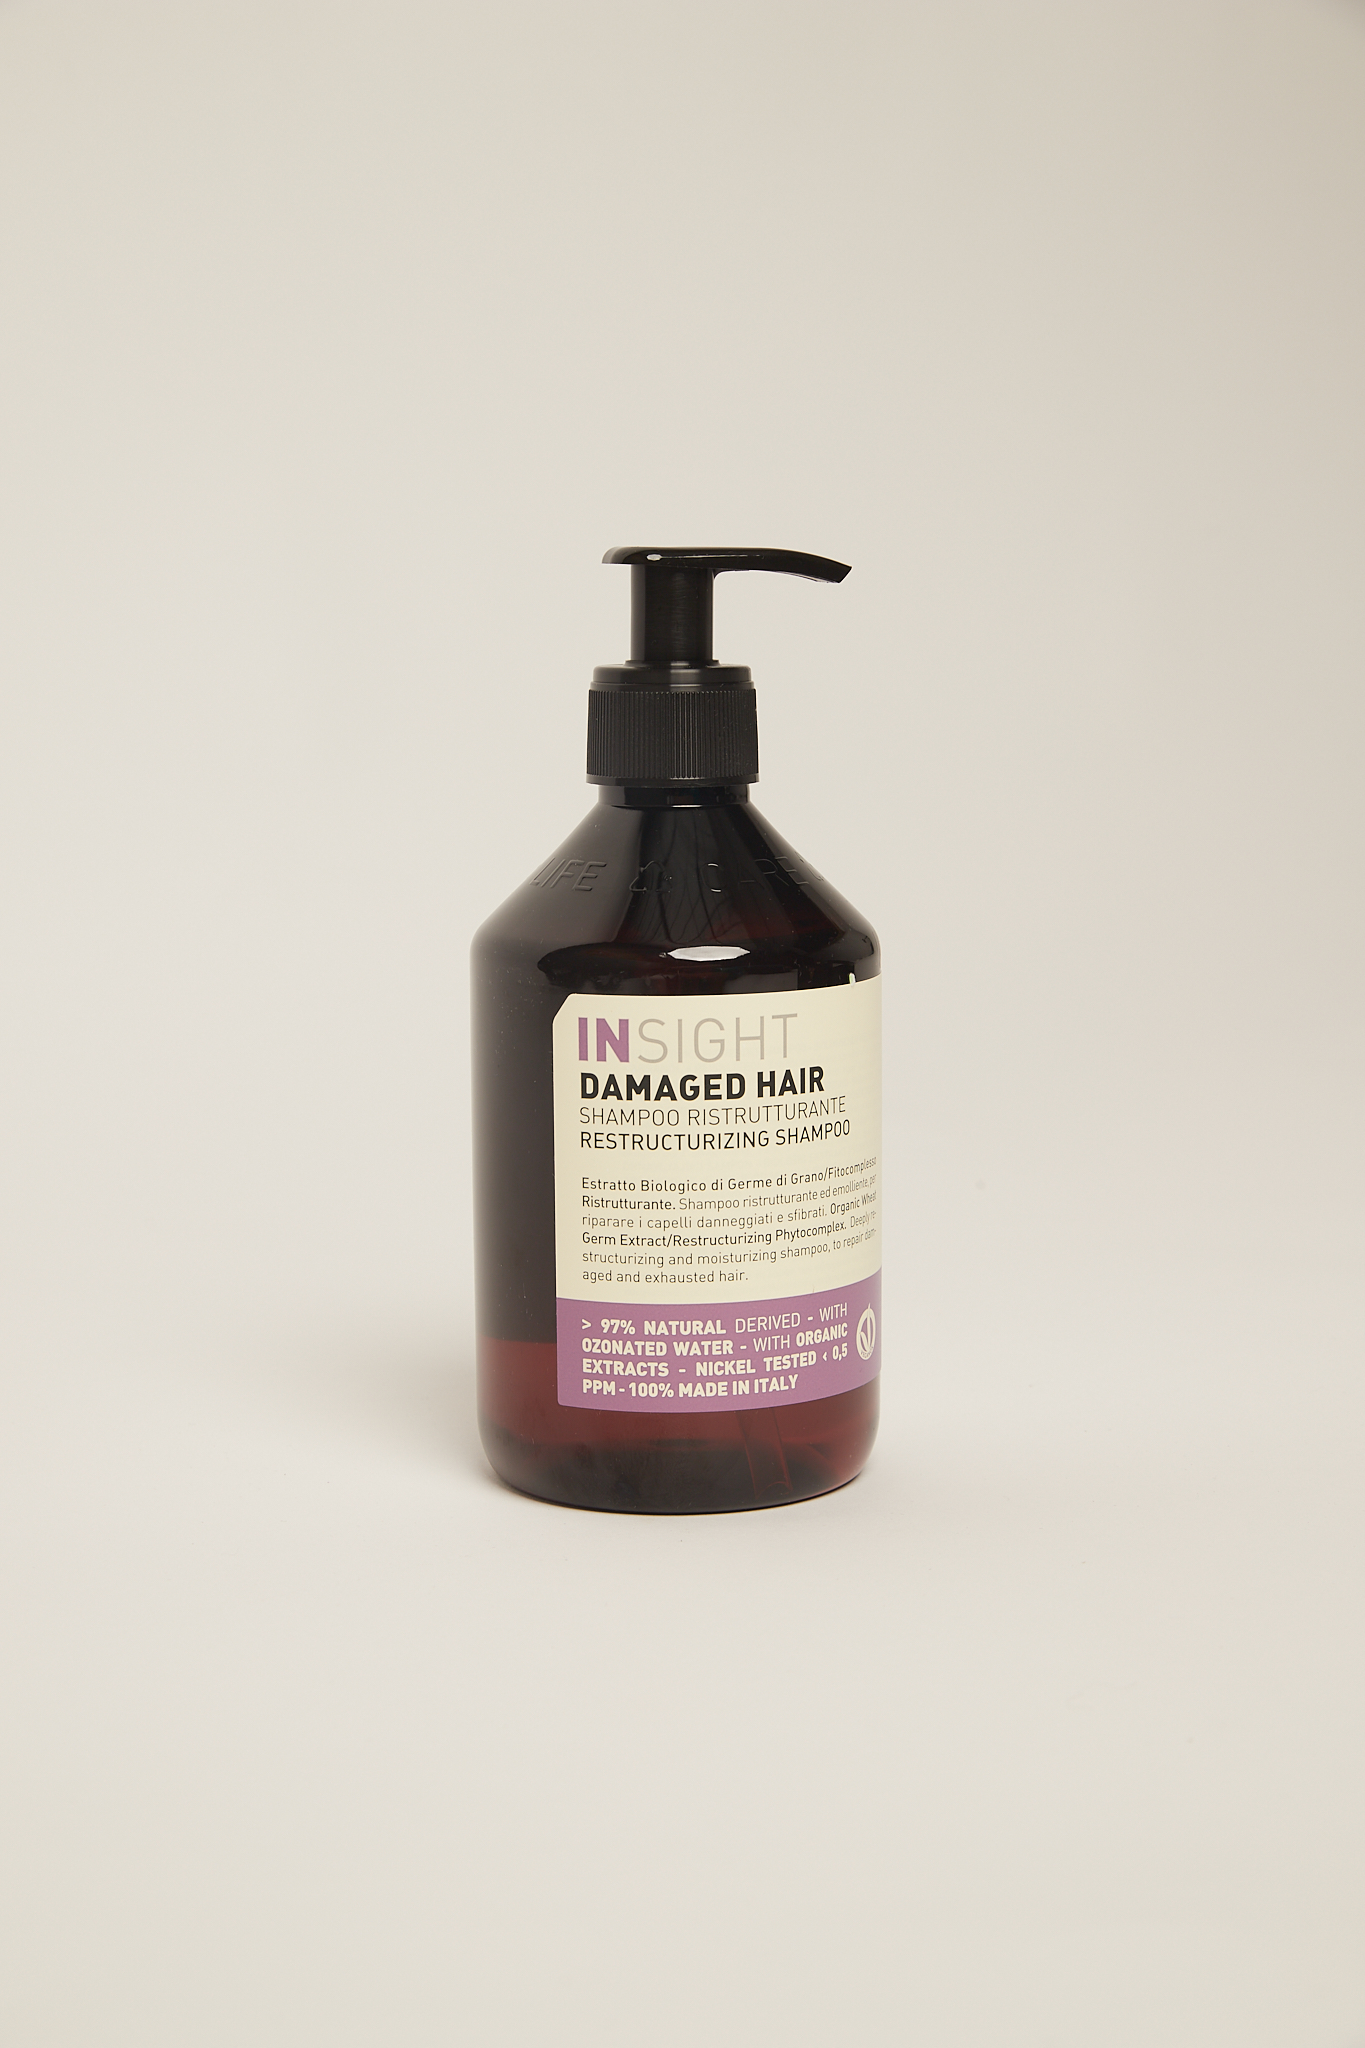 LIFE CARE
INSIGHT
DAMAGED HAIR
SHAMPOO RISTRUTTURANTE
RESTRUCTURIZING SHAMPOO
Estratto Biologico di Germe di Grano/Fitocomplesso
Ristrutturante. Shampoo ristrutturante ed emolliente, per
riparare i capelli danneggiati e sfibrati. Organic Wheat
Germ Extract/Restructurizing Phytocomplex. Deeply re-
structurizing and moisturizing shampoo, to repair dam-
aged and exhausted hair.
> 97% NATURAL DERIVED - WITH
OZONATED WATER - WITH ORGANIC
EXTRACTS - NICKEL TESTED < 0,5
PPM - 100% MADE IN ITALY